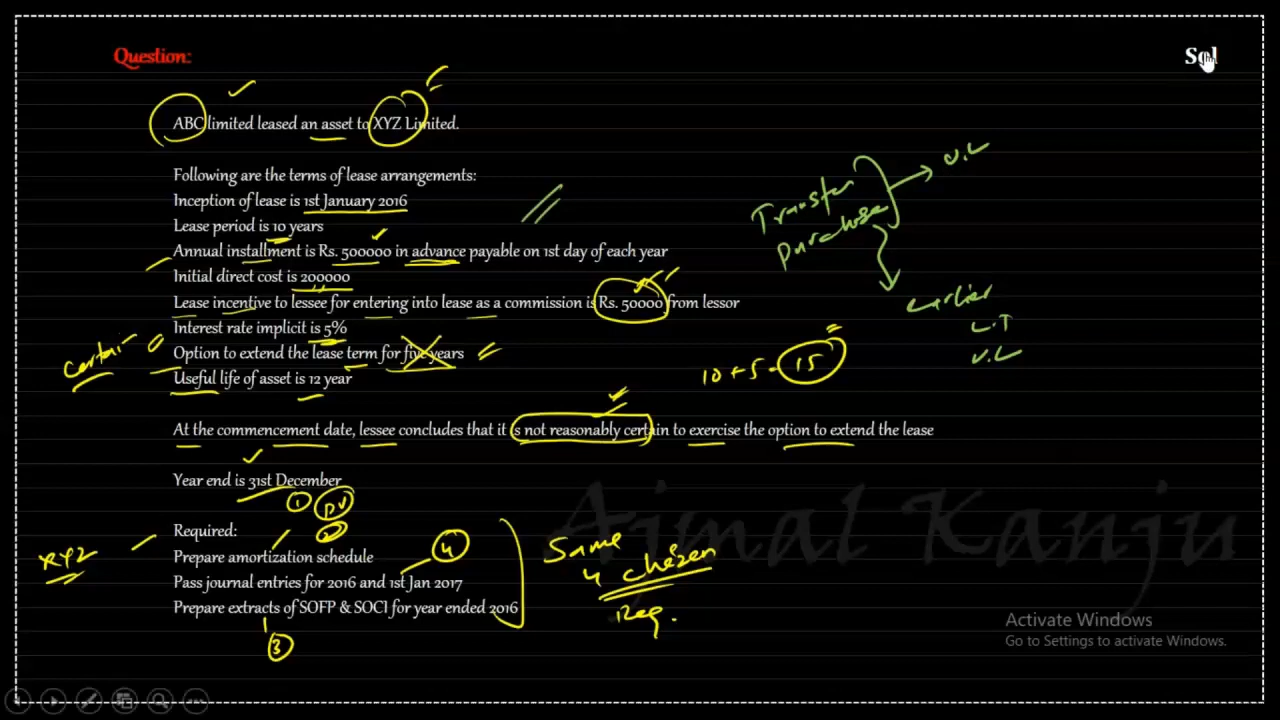 Question:
Sol
ABC limited leased an asset to XYZ Limited.
Following are the terms of lease arrangements:
Inception of lease is 1st January 2016
Lease period is 10 years
Annual installment is Rs. 500000 in advance payable on 1st day of each year
Initial direct cost is 200000
Lease incentive to lessee for entering into lease as a commission is Rs. 50000 from lessor
Interest rate implicit is 5%
Option to extend the lease term for five years
Useful life of asset is 12 year
At the commencement date, lessee concludes that it is not reasonably certain to exercise the option to extend the lease
Year end is 31st December
Required:
Prepare amortization schedule
Pass journal entries for 2016 and 1st Jan 2017
Prepare extracts of SOFP & SOCI for year ended 2016
Transfer
purchase
U.L
earlier
L.T
U.L
certain
10 + 5 = 15
1 PV
2
4
3
XYZ
Same
4
Req.
Ajmal Kanju
Activate Windows
Go to Settings to activate Windows.